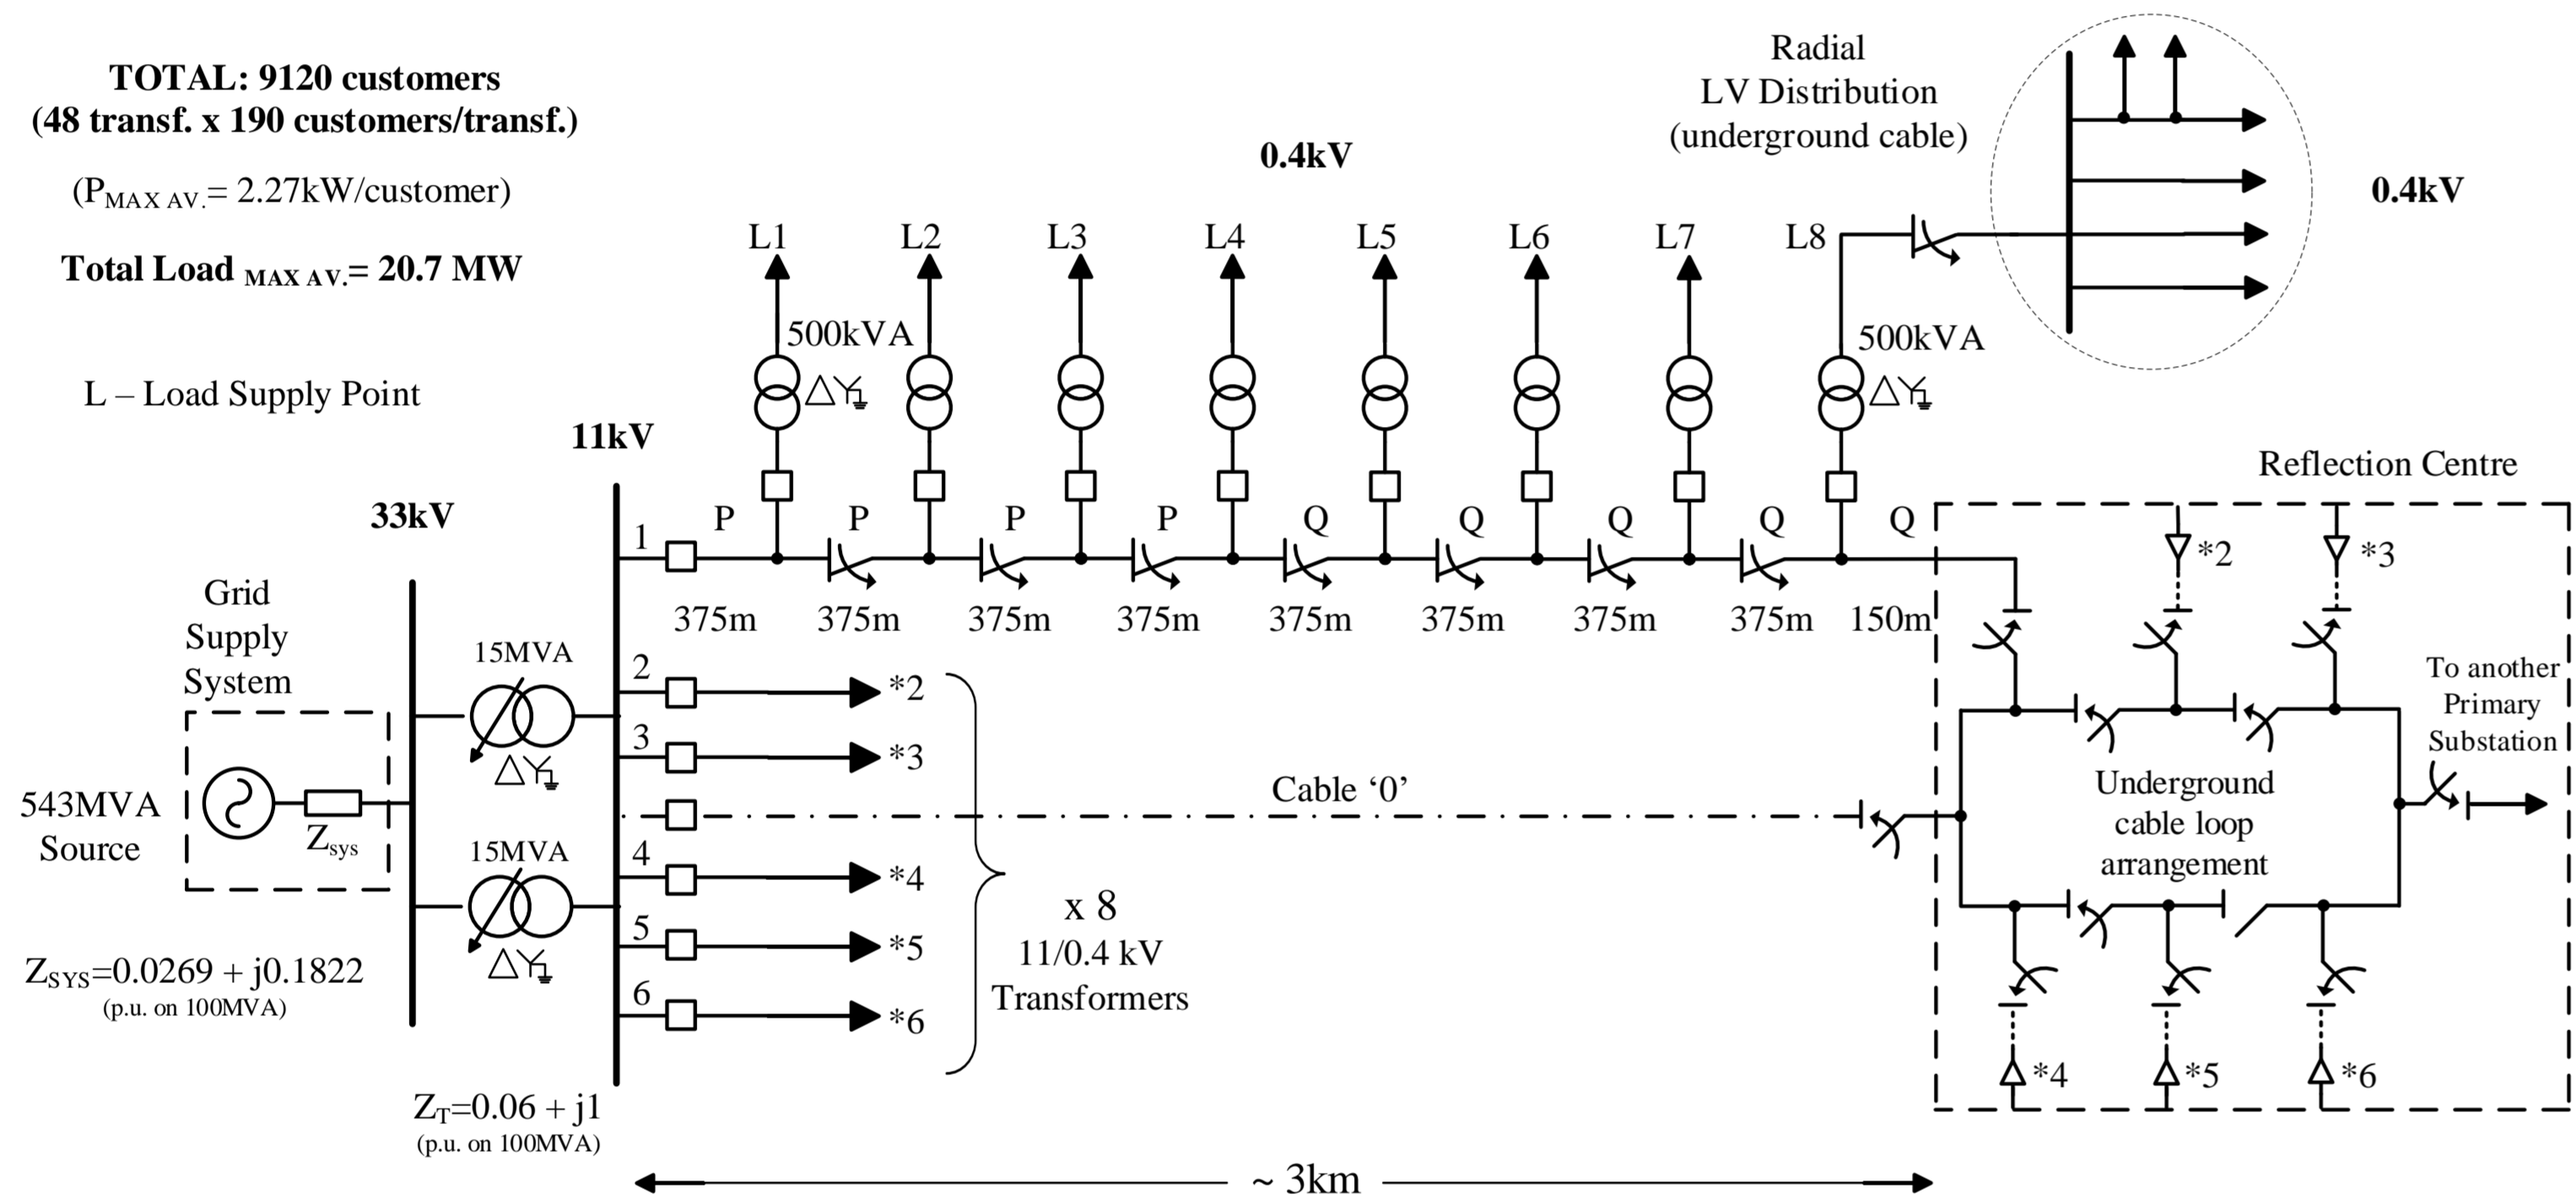 TOTAL: 9120 customers
(48 transf. x 190 customers/transf.)
(PMAX AV.= 2.27kW/customer)
Total Load MAX AV.= 20.7 MW
L – Load Supply Point
Radial
LV Distribution
(underground cable)
0.4kV
0.4kV
L1
L2
L3
L4
L5
L6
L7
L8
500kVA
500kVA
11kV
33kV
Reflection Centre
1
P
P
P
P
Q
Q
Q
Q
Q
375m
375m
375m
375m
375m
375m
375m
375m
150m
*2
*3
Grid
Supply
System
15MVA
2
*2
3
*3
To another
Primary
Substation
543MVA
Source
Zsys
Cable ‘0’
Underground
cable loop
arrangement
15MVA
4
*4
5
*5
6
*6
x 8
11/0.4 kV
Transformers
ZSYS=0.0269 + j0.1822
(p.u. on 100MVA)
ZT=0.06 + j1
(p.u. on 100MVA)
*4
*5
*6
~ 3km